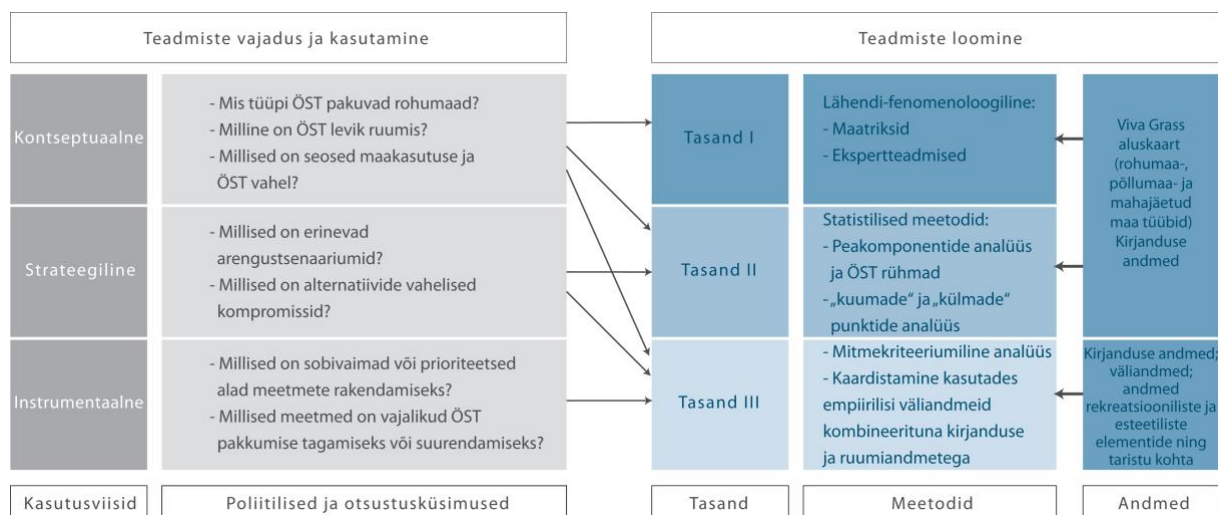 Teadmiste vajadus ja kasutamine
Teadmiste loomine
Kontseptuaalne
- Mis tüüpi ÖST pakuvad rohumaad?
- Milline on ÖST levik ruumis?
- Millised on seosed maakasutuse ja
ÖST vahel?
Tasand I
Lähendi-fenomenoloogiline:
- Maatriksid
- Ekspertteadmised
Viva Grass
aluskaart
(rohumaa-,
põllumaa- ja
mahajäetud
maa tüübid)
Kirjanduse
andmed
Strateegiline
- Millised on erinevad
arengustsenaariumid?
- Millised on alternatiivide vahelised
kompromissid?
Tasand II
Statistilised meetodid:
- Peakomponentide analüüs
ja ÖST rühmad
- „kuumade“ ja „külmade“
punktide analüüs
Instrumentaalne
- Millised on sobivaimad või prioriteetsed
alad meetmete rakendamiseks?
- Millised meetmed on vajalikud ÖST
pakkumise tagamiseks või suurendamiseks?
Tasand III
- Mitmekriteeriumiline analüüs
- Kaardistamine kasutades
empiirilisi väliandmeid
kombineerituna kirjanduse
ja ruumiandmetega
Kirjanduse andmed;
väliandmed;
andmed
rekreatsiooniliste ja
esteetiliste
elementide ning
taristu kohta
Kasutusviisid
Poliitilised ja otsustusküsimused
Tasand
Meetodid
Andmed